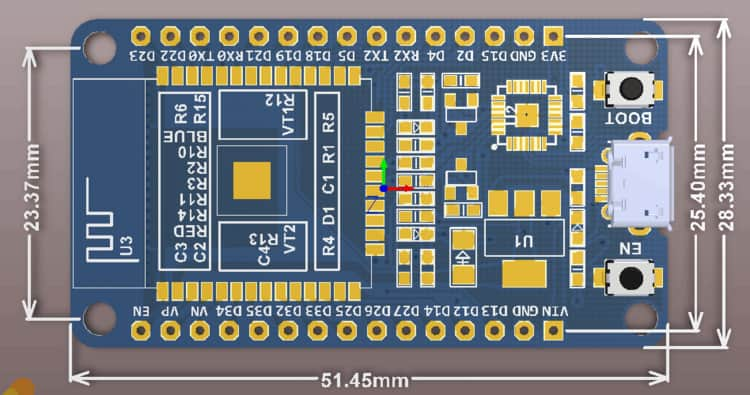 D23 D22 TX0 RX0 D21 D19 D18 D5 TX2 RX2 D4 D2 D15 GND 3V3
R6 R15
BLUE
R10
R2
R3
R11
R14
RED
C3 C2
R12
VT1
C4 R13
VT2
R5
R1
C1
D1
R4
U3
U2
U1
BOOT
EN
EN VP VN D34 D35 D32 D33 D25 D26 D27 D14 D12 D13 GND VIN
23.37mm
25.40mm
28.33mm
51.45mm